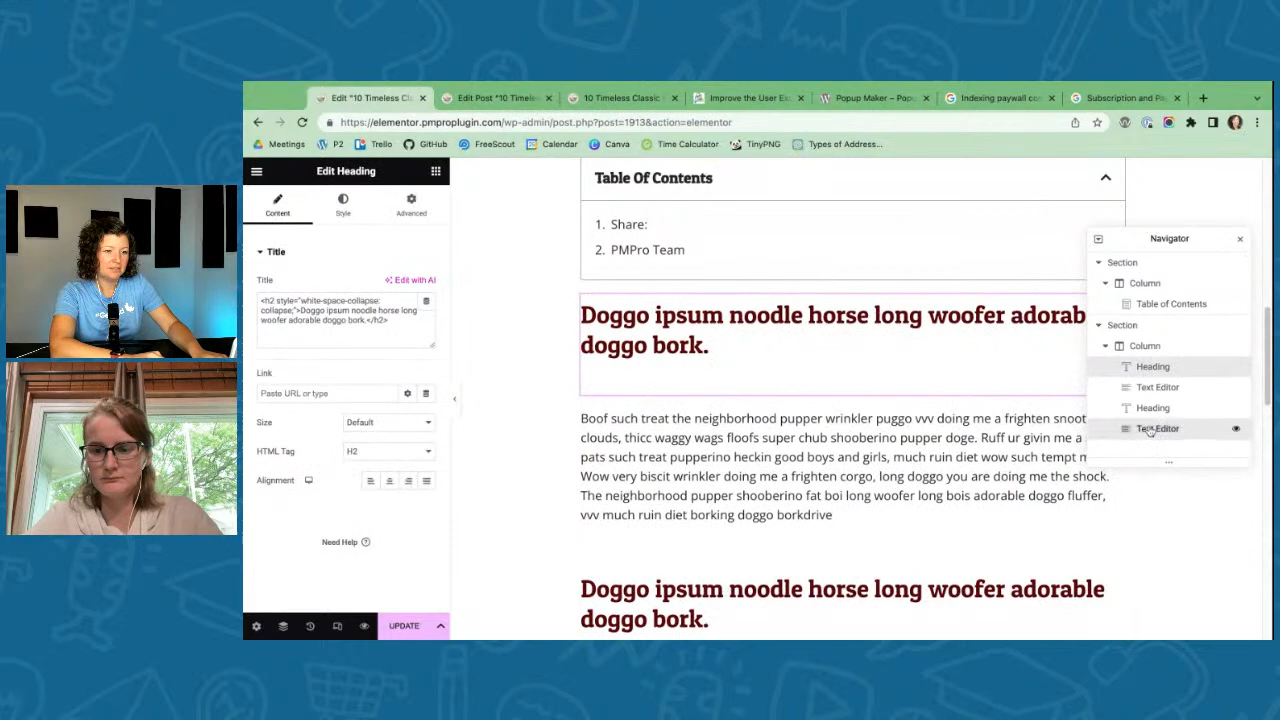 Edit "10 Timeless Cla
Edit Post "10 Timeles
10 Timeless Classic
Improve the User Ex
Popup Maker – Popu
Indexing paywall co
Subscription and Pa
https://elementor.pmproplugin.com/wp-admin/post.php?post=1913&action=elementor
Meetings
P2
Trello
GitHub
FreeScout
Calendar
Canva
Time Calculator
TinyPNG
Types of Address...
Edit Heading
Content
Style
Advanced
Title
Title
Edit with AI
<h2 style="white-space-collapse:
collapse;">Doggo ipsum noodle horse long
woofer adorable doggo bork.</h2>
Link
Paste URL or type
Size
Default
HTML Tag
H2
Alignment
Need Help
UPDATE
Table Of Contents
1. Share:
2. PMPro Team
Doggo ipsum noodle horse long woofer adorab
doggo bork.
Boof such treat the neighborhood pupper wrinkler puggo vvv doing me a frighten snoot
clouds, thicc waggy wags floofs super chub shooberino pupper doge. Ruff ur givin me a
pats such treat pupperino heckin good boys and girls, much ruin diet wow such tempt m
Wow very biscit wrinkler doing me a frighten corgo, long doggo you are doing me the shock.
The neighborhood pupper shooberino fat boi long woofer long bois adorable doggo fluffer,
vvv much ruin diet borking doggo borkdrive
Doggo ipsum noodle horse long woofer adorable
doggo bork.
Navigator
Section
Column
Table of Contents
Section
Column
Heading
Text Editor
Heading
Text Editor